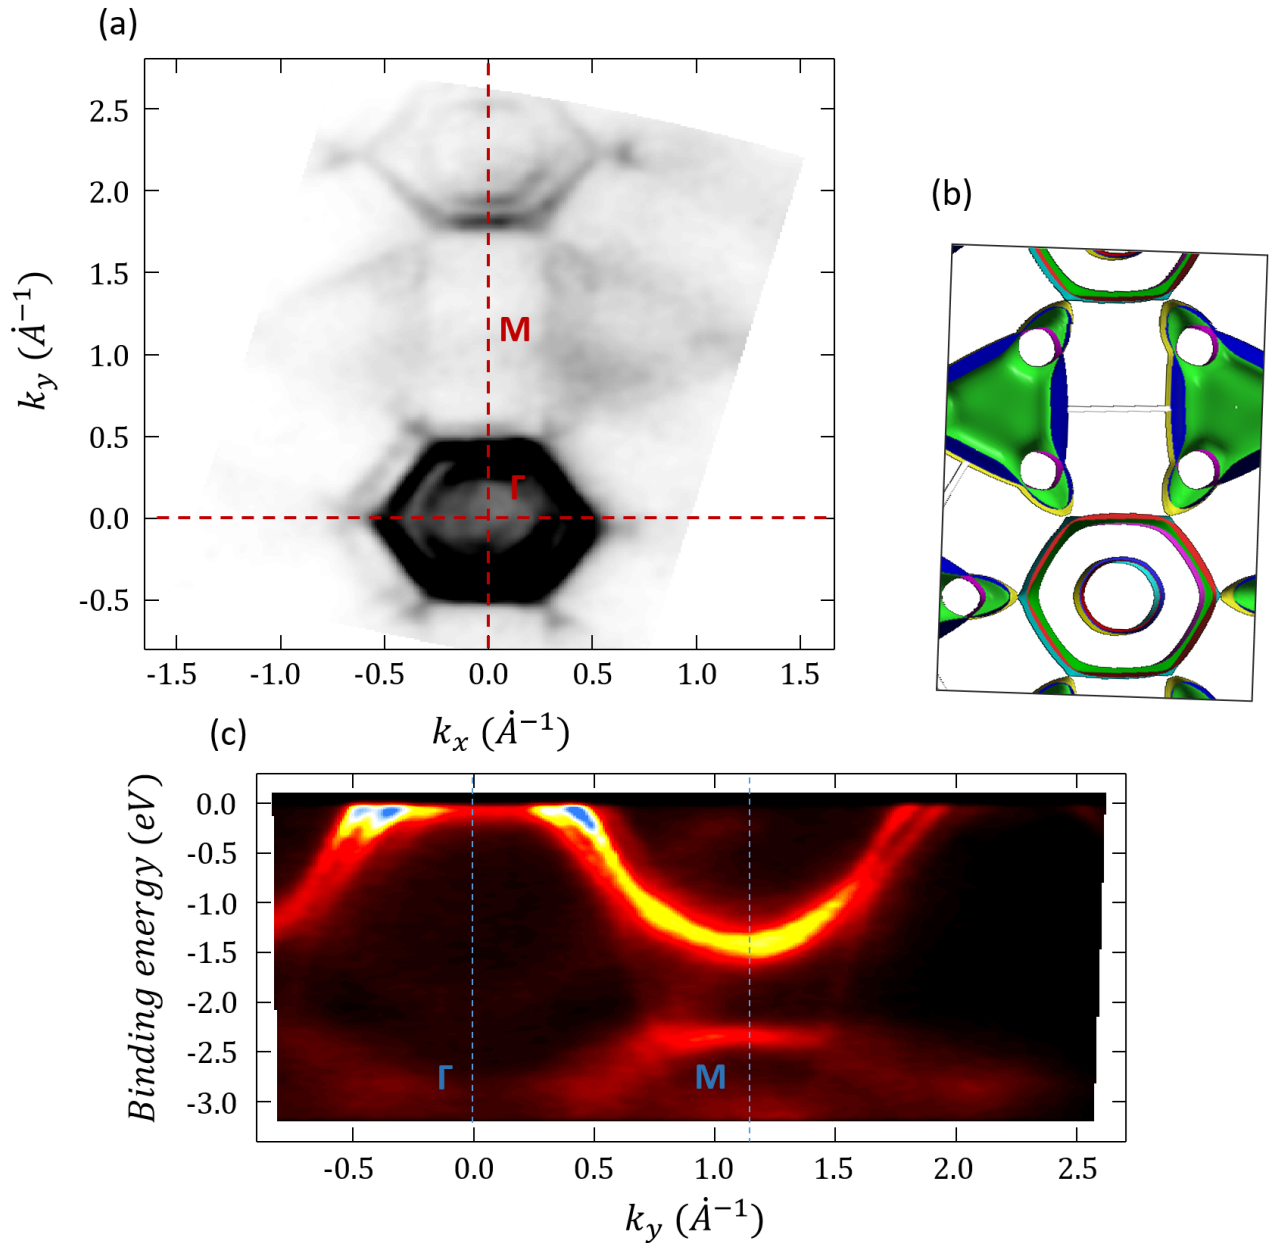 (a)
2.5
2.0
1.5
1.0
0.5
0.0
-0.5
k_y (Å⁻¹)
M
Γ
-1.5 -1.0 -0.5 0.0 0.5 1.0 1.5
k_x (Å⁻¹)
(b)
(c)
Binding energy (eV)
0.0
-0.5
-1.0
-1.5
-2.0
-2.5
-3.0
Γ M
-0.5 0.0 0.5 1.0 1.5 2.0 2.5
k_y (Å⁻¹)